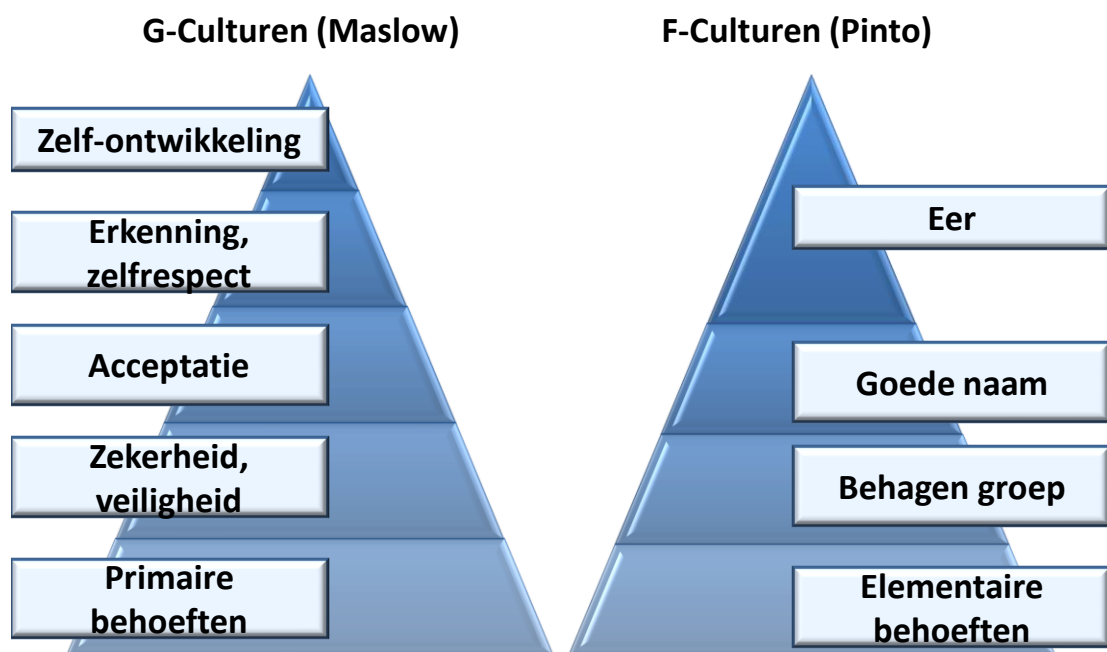 G-Culturen (Maslow)
Zelf-ontwikkeling
Erkenning,
zelfrespect
Acceptatie
Zekerheid,
veiligheid
Primaire
behoeften
F-Culturen (Pinto)
Eer
Goede naam
Behagen groep
Elementaire
behoeften